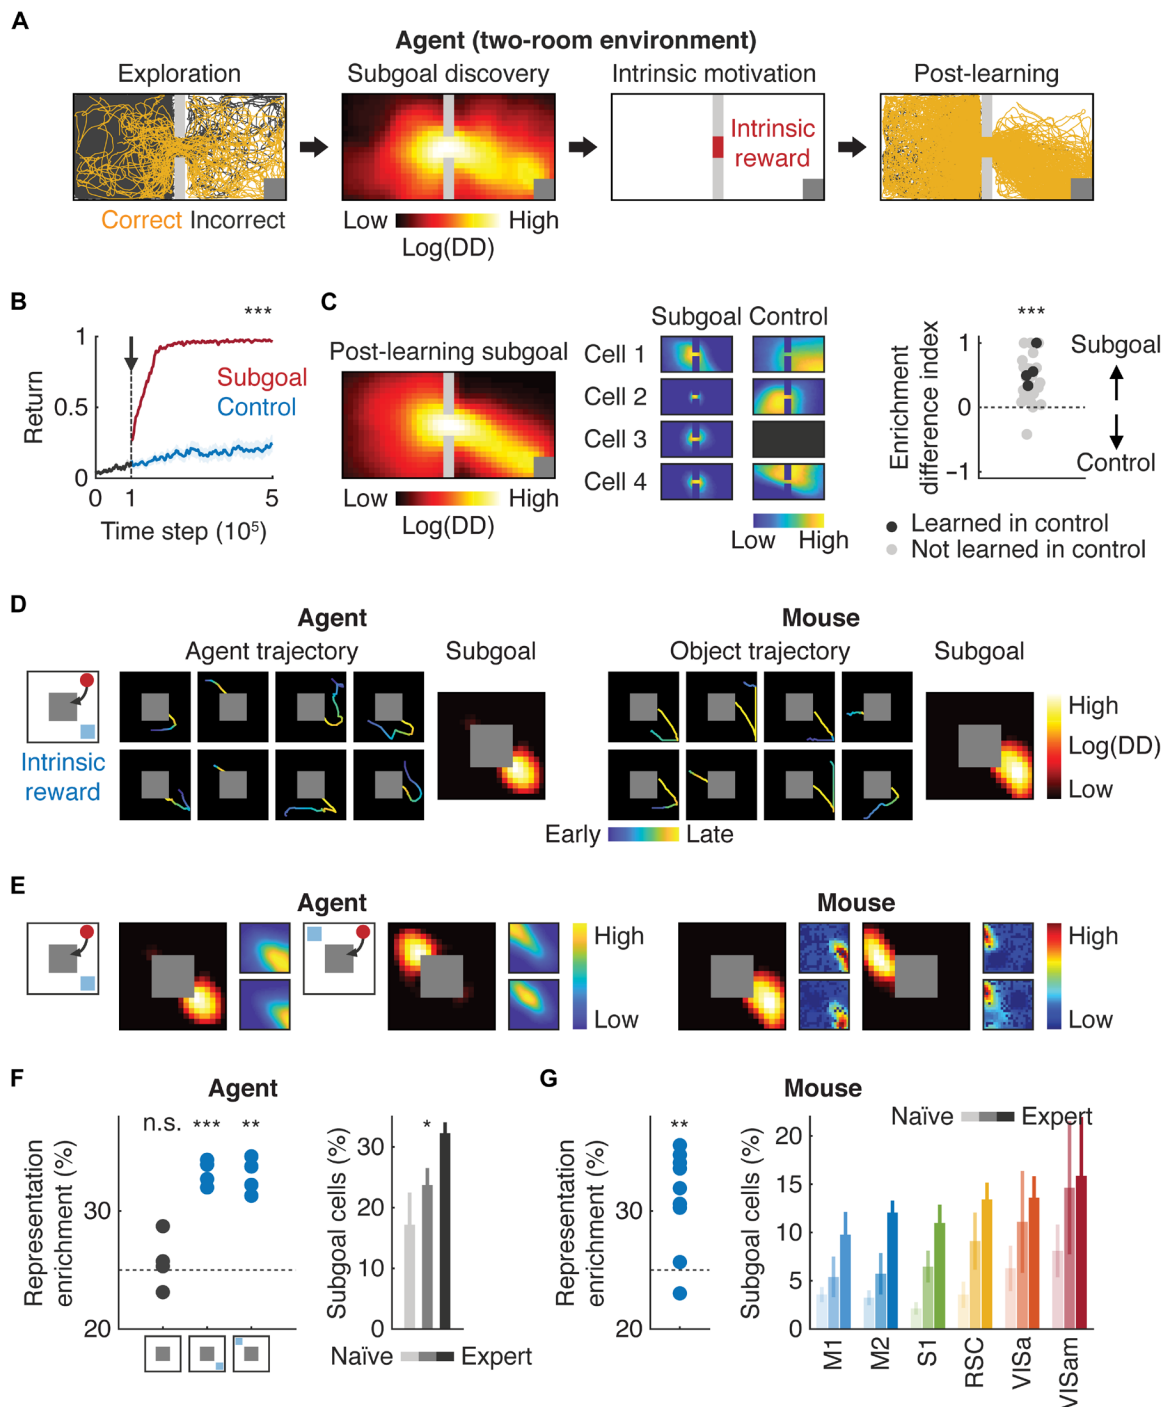 A
Agent (two-room environment)
Exploration
Subgoal discovery
Intrinsic motivation
Post-learning
Intrinsic
reward
Correct Incorrect
Low High
Log(DD)
B
***
1
0.5
0
Return
Subgoal
Control
0 1 5
Time step (10⁵)
C
Post-learning subgoal
Low High
Log(DD)
Subgoal Control
Cell 1
Cell 2
Cell 3
Cell 4
Low High
***
Enrichment
difference index
1
0
−1
Subgoal
Control
Learned in control
Not learned in control
D
Agent
Mouse
Agent trajectory
Subgoal
Object trajectory
Subgoal
Intrinsic
reward
High
Log(DD)
Low
Early Late
E
Agent
Mouse
High
Low
High
Low
F
Agent
n.s. *** **
Representation
enrichment (%)
30
20
*
Subgoal cells (%)
30
20
10
0
Naïve Expert
G
Mouse
**
Representation
enrichment (%)
30
20
Naïve Expert
Subgoal cells (%)
20
15
10
5
0
M1
M2
S1
RSC
VISa
VISam